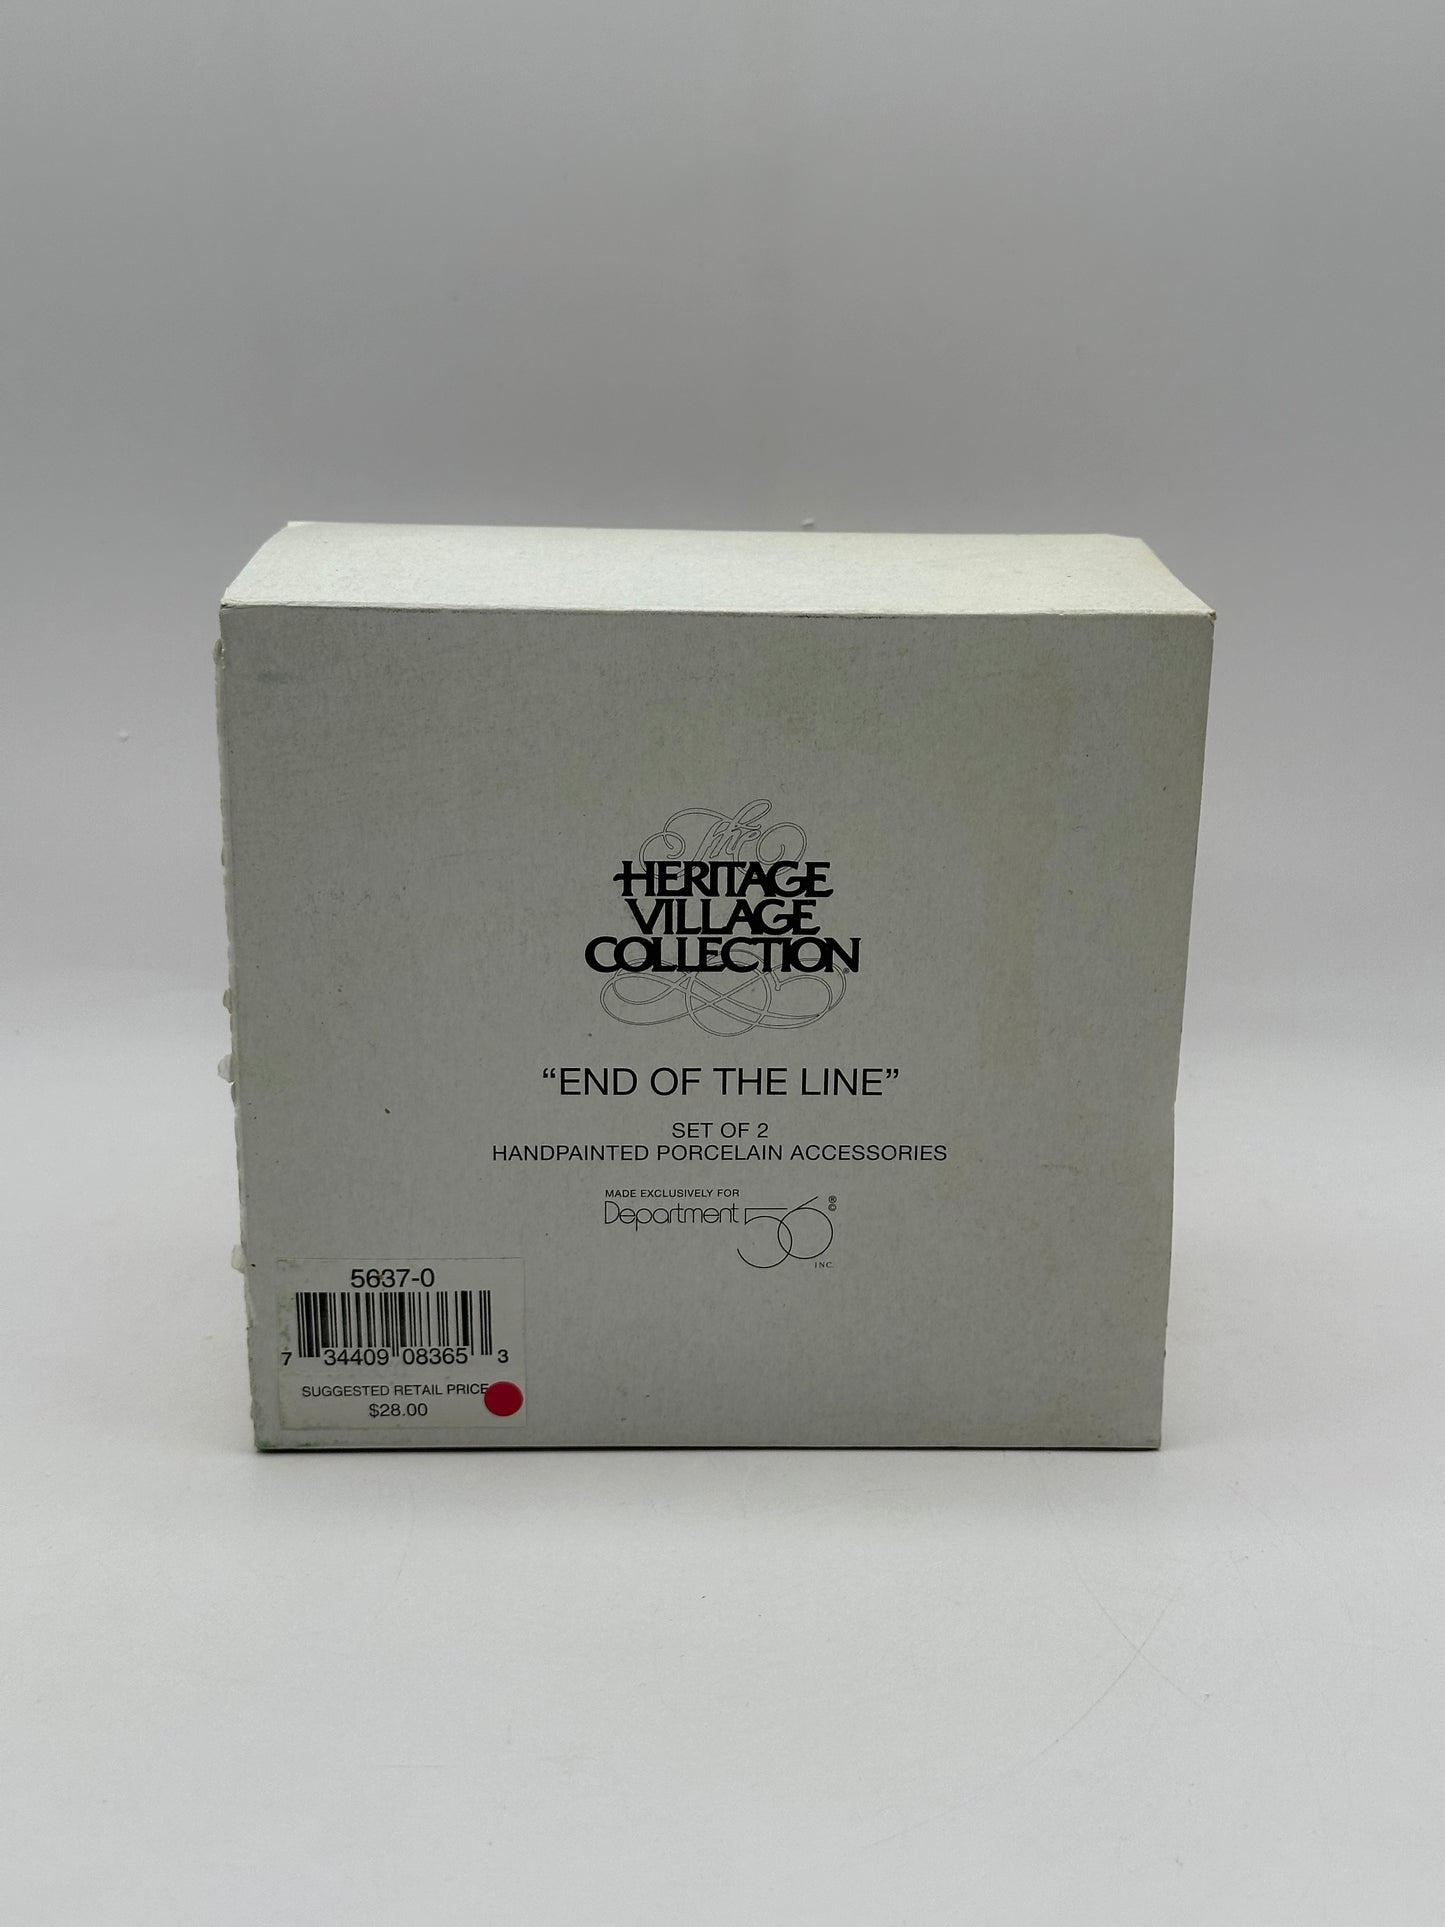 The
HERITAGE
VILLAGE
COLLECTION®
“END OF THE LINE”
SET OF 2
HANDPAINTED PORCELAIN ACCESSORIES
MADE EXCLUSIVELY FOR
Department 56 ® ©
INC.
5637-0
7 34409 08365 3
SUGGESTED RETAIL PRICE
$28.00